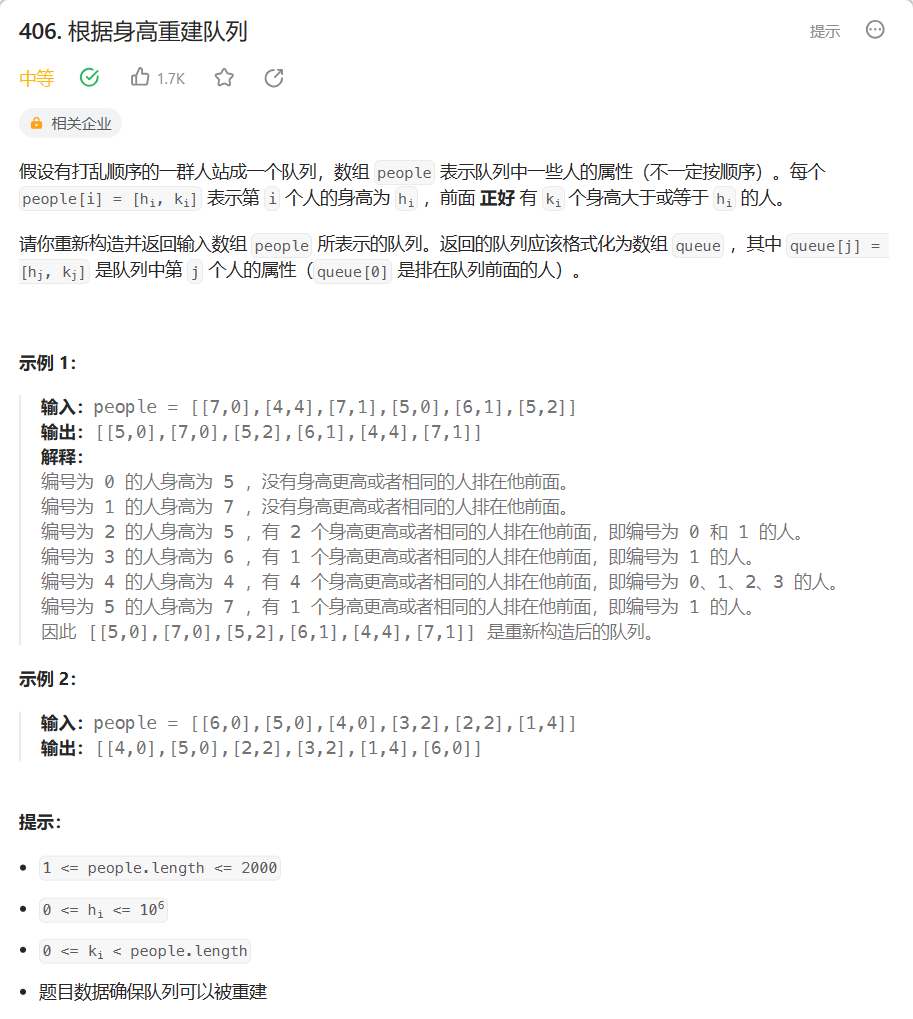 406. 根据身高重建队列
提示
中等
1.7K
相关企业
假设有打乱顺序的一群人站成一个队列，数组 people 表示队列中一些人的属性（不一定按顺序）。每个
people[i] = [hi, ki] 表示第 i 个人的身高为 hi ，前面 正好 有 ki 个身高大于或等于 hi 的人。
请你重新构造并返回输入数组 people 所表示的队列。返回的队列应该格式化为数组 queue ，其中 queue[j] =
[hj, kj] 是队列中第 j 个人的属性（queue[0] 是排在队列前面的人）。
示例 1：
输入：people = [[7,0],[4,4],[7,1],[5,0],[6,1],[5,2]]
输出：[[5,0],[7,0],[5,2],[6,1],[4,4],[7,1]]
解释：
编号为 0 的人身高为 5 ，没有身高更高或者相同的人排在他前面。
编号为 1 的人身高为 7 ，没有身高更高或者相同的人排在他前面。
编号为 2 的人身高为 5 ，有 2 个身高更高或者相同的人排在他前面，即编号为 0 和 1 的人。
编号为 3 的人身高为 6 ，有 1 个身高更高或者相同的人排在他前面，即编号为 1 的人。
编号为 4 的人身高为 4 ，有 4 个身高更高或者相同的人排在他前面，即编号为 0、1、2、3 的人。
编号为 5 的人身高为 7 ，有 1 个身高更高或者相同的人排在他前面，即编号为 1 的人。
因此 [[5,0],[7,0],[5,2],[6,1],[4,4],[7,1]] 是重新构造后的队列。
示例 2：
输入：people = [[6,0],[5,0],[4,0],[3,2],[2,2],[1,4]]
输出：[[4,0],[5,0],[2,2],[3,2],[1,4],[6,0]]
提示：
• 1 <= people.length <= 2000
• 0 <= hi <= 10⁶
• 0 <= ki < people.length
• 题目数据确保队列可以被重建